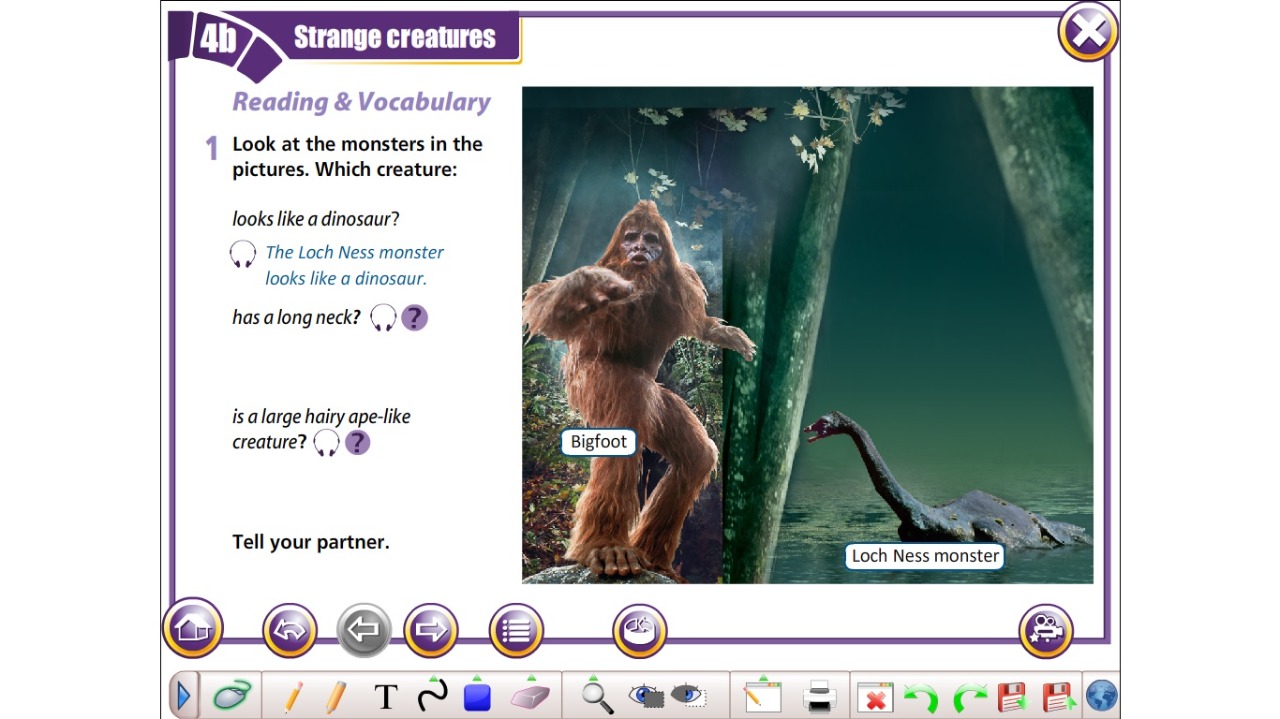 4b Strange creatures
Reading & Vocabulary
1 Look at the monsters in the
pictures. Which creature:
looks like a dinosaur?
The Loch Ness monster
looks like a dinosaur.
has a long neck? ?
is a large hairy ape-like
creature? ?
Tell your partner.
Bigfoot
Loch Ness monster
T